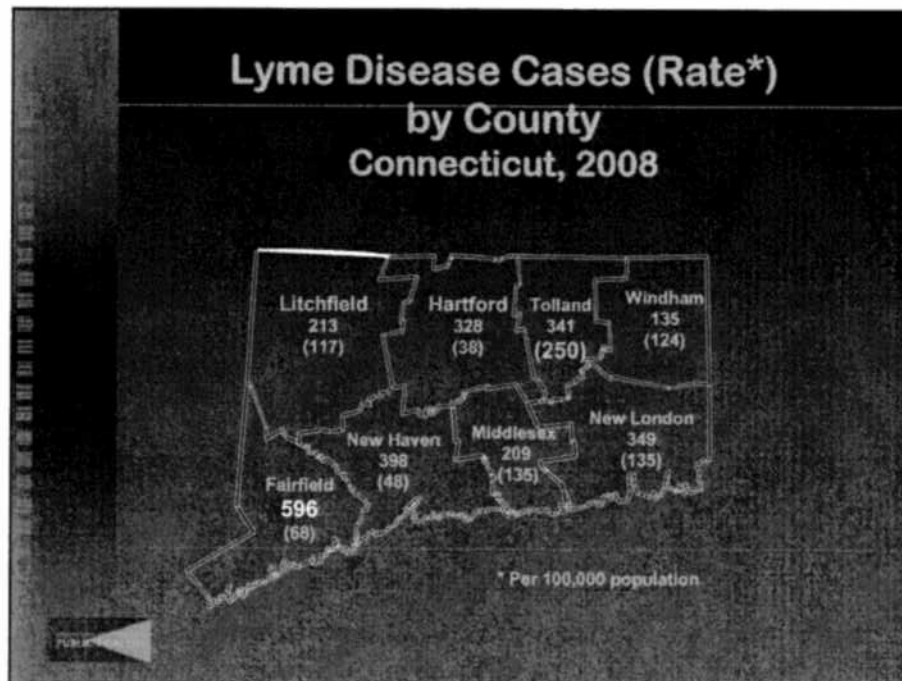 Lyme Disease Cases (Rate*)
by County
Connecticut, 2008
Litchfield
213
(117)
Hartford
328
(38)
Tolland
341
(250)
Windham
135
(124)
Fairfield
596
(68)
New Haven
398
(48)
Middlesex
209
(135)
New London
349
(135)
* Per 100,000 population
PUBLIC